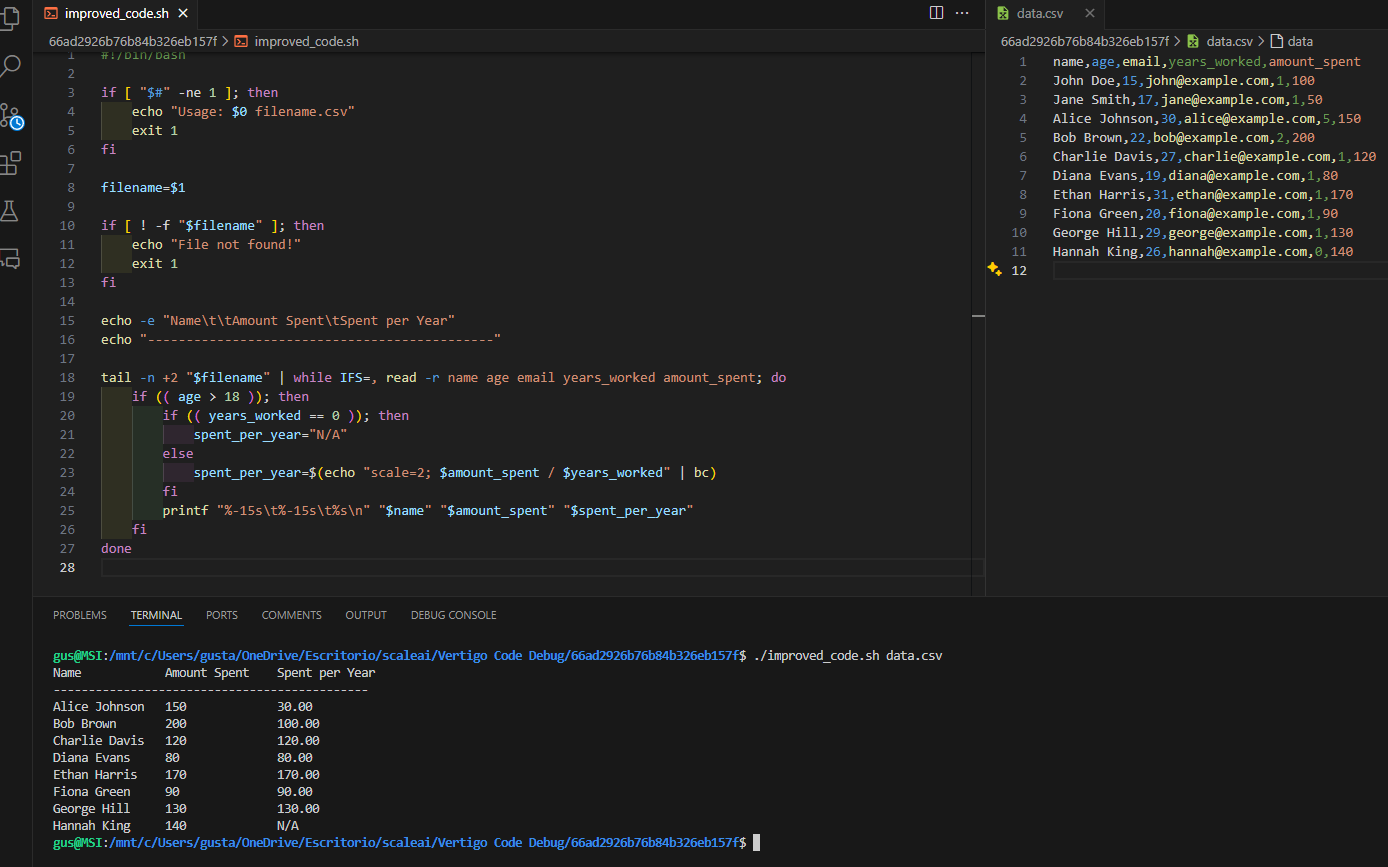 improved_code.sh
66ad2926b76b84b326eb157f > improved_code.sh
1 #!/bin/bash
2
3 if [ "$#" -ne 1 ]; then
4     echo "Usage: $0 filename.csv"
5     exit 1
6 fi
7
8 filename=$1
9
10 if [ ! -f "$filename" ]; then
11     echo "File not found!"
12     exit 1
13 fi
14
15 echo -e "Name\t\tAmount Spent\tSpent per Year"
16 echo "---------------------------------------------"
17
18 tail -n +2 "$filename" | while IFS=, read -r name age email years_worked amount_spent; do
19     if (( age > 18 )); then
20         if (( years_worked == 0 )); then
21             spent_per_year="N/A"
22         else
23             spent_per_year=$(echo "scale=2; $amount_spent / $years_worked" | bc)
24         fi
25         printf "%-15s\t%-15s\t%s\n" "$name" "$amount_spent" "$spent_per_year"
26     fi
27 done
28
data.csv
66ad2926b76b84b326eb157f > data.csv > data
1 name,age,email,years_worked,amount_spent
2 John Doe,15,john@example.com,1,100
3 Jane Smith,17,jane@example.com,1,50
4 Alice Johnson,30,alice@example.com,5,150
5 Bob Brown,22,bob@example.com,2,200
6 Charlie Davis,27,charlie@example.com,1,120
7 Diana Evans,19,diana@example.com,1,80
8 Ethan Harris,31,ethan@example.com,1,170
9 Fiona Green,20,fiona@example.com,1,90
10 George Hill,29,george@example.com,1,130
11 Hannah King,26,hannah@example.com,0,140
12
PROBLEMS TERMINAL PORTS COMMENTS OUTPUT DEBUG CONSOLE
gus@MSI:/mnt/c/Users/gusta/OneDrive/Escritorio/scaleai/Vertigo Code Debug/66ad2926b76b84b326eb157f$ ./improved_code.sh data.csv
Name Amount Spent Spent per Year
---------------------------------------------
Alice Johnson 150 30.00
Bob Brown 200 100.00
Charlie Davis 120 120.00
Diana Evans 80 80.00
Ethan Harris 170 170.00
Fiona Green 90 90.00
George Hill 130 130.00
Hannah King 140 N/A
gus@MSI:/mnt/c/Users/gusta/OneDrive/Escritorio/scaleai/Vertigo Code Debug/66ad2926b76b84b326eb157f$